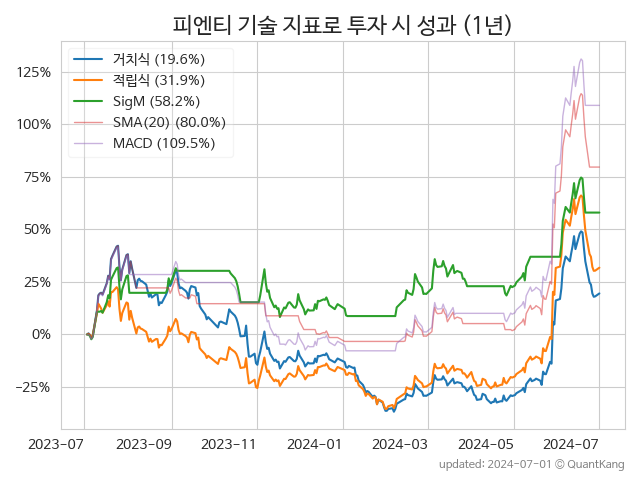 피엔티 기술 지표로 투자 시 성과 (1년)
거치식 (19.6%)
적립식 (31.9%)
SigM (58.2%)
SMA(20) (80.0%)
MACD (109.5%)
125%
100%
75%
50%
25%
0%
−25%
2023-07 2023-09 2023-11 2024-01 2024-03 2024-05 2024-07
updated: 2024-07-01 © QuantKang